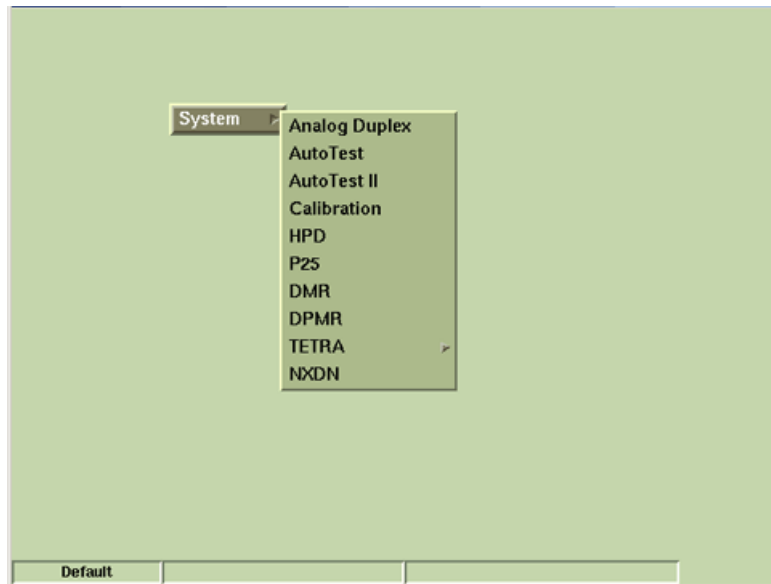 System
Analog Duplex
AutoTest
AutoTest II
Calibration
HPD
P25
DMR
DPMR
TETRA
NXDN
Default